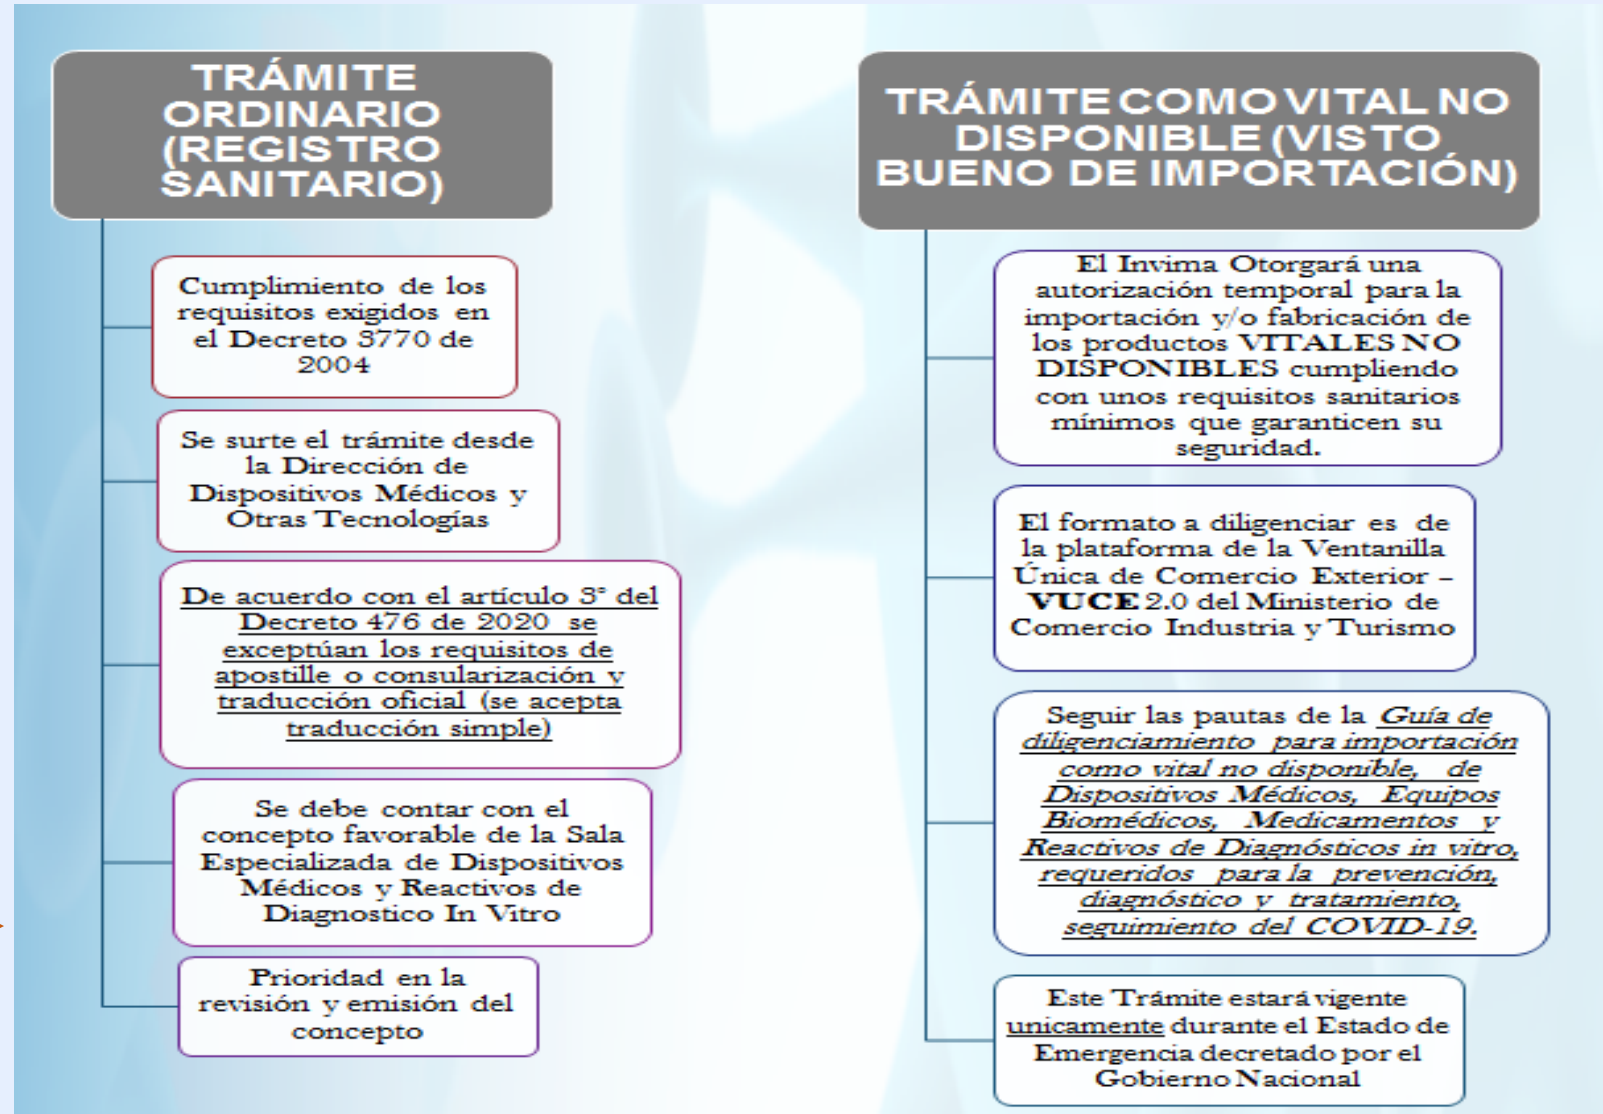 TRÁMITE
ORDINARIO
(REGISTRO
SANITARIO)
Cumplimiento de los
requisitos exigidos en
el Decreto 3770 de
2004
Se surte el trámite desde
la Dirección de
Dispositivos Médicos y
Otras Tecnologías
De acuerdo con el artículo 3° del
Decreto 476 de 2020 se
exceptúan los requisitos de
apostille o consularización y
traducción oficial (se acepta
traducción simple)
Se debe contar con el
concepto favorable de la Sala
Especializada de Dispositivos
Médicos y Reactivos de
Diagnostico In Vitro
Prioridad en la
revisión y emisión del
concepto
TRÁMITE COMO VITAL NO
DISPONIBLE (VISTO
BUENO DE IMPORTACIÓN)
El Invima Otorgará una
autorización temporal para la
importación y/o fabricación de
los productos VITALES NO
DISPONIBLES cumpliendo
con unos requisitos sanitarios
mínimos que garanticen su
seguridad.
El formato a diligenciar es de
la plataforma de la Ventanilla
Única de Comercio Exterior –
VUCE 2.0 del Ministerio de
Comercio Industria y Turismo
Seguir las pautas de la Guía de
diligenciamiento para importación
como vital no disponible, de
Dispositivos Médicos, Equipos
Biomédicos, Medicamentos y
Reactivos de Diagnósticos in vitro,
requeridos para la prevención,
diagnóstico y tratamiento,
seguimiento del COVID-19.
Este Trámite estará vigente
unicamente durante el Estado de
Emergencia decretado por el
Gobierno Nacional